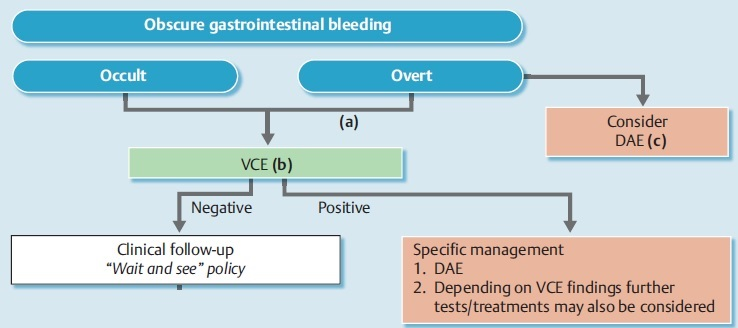 Obscure gastrointestinal bleeding
Occult
Overt
(a)
Consider
DAE (c)
VCE (b)
Negative
Positive
Clinical follow-up
“Wait and see” policy
Specific management
1. DAE
2. Depending on VCE findings further
tests/treatments may also be considered